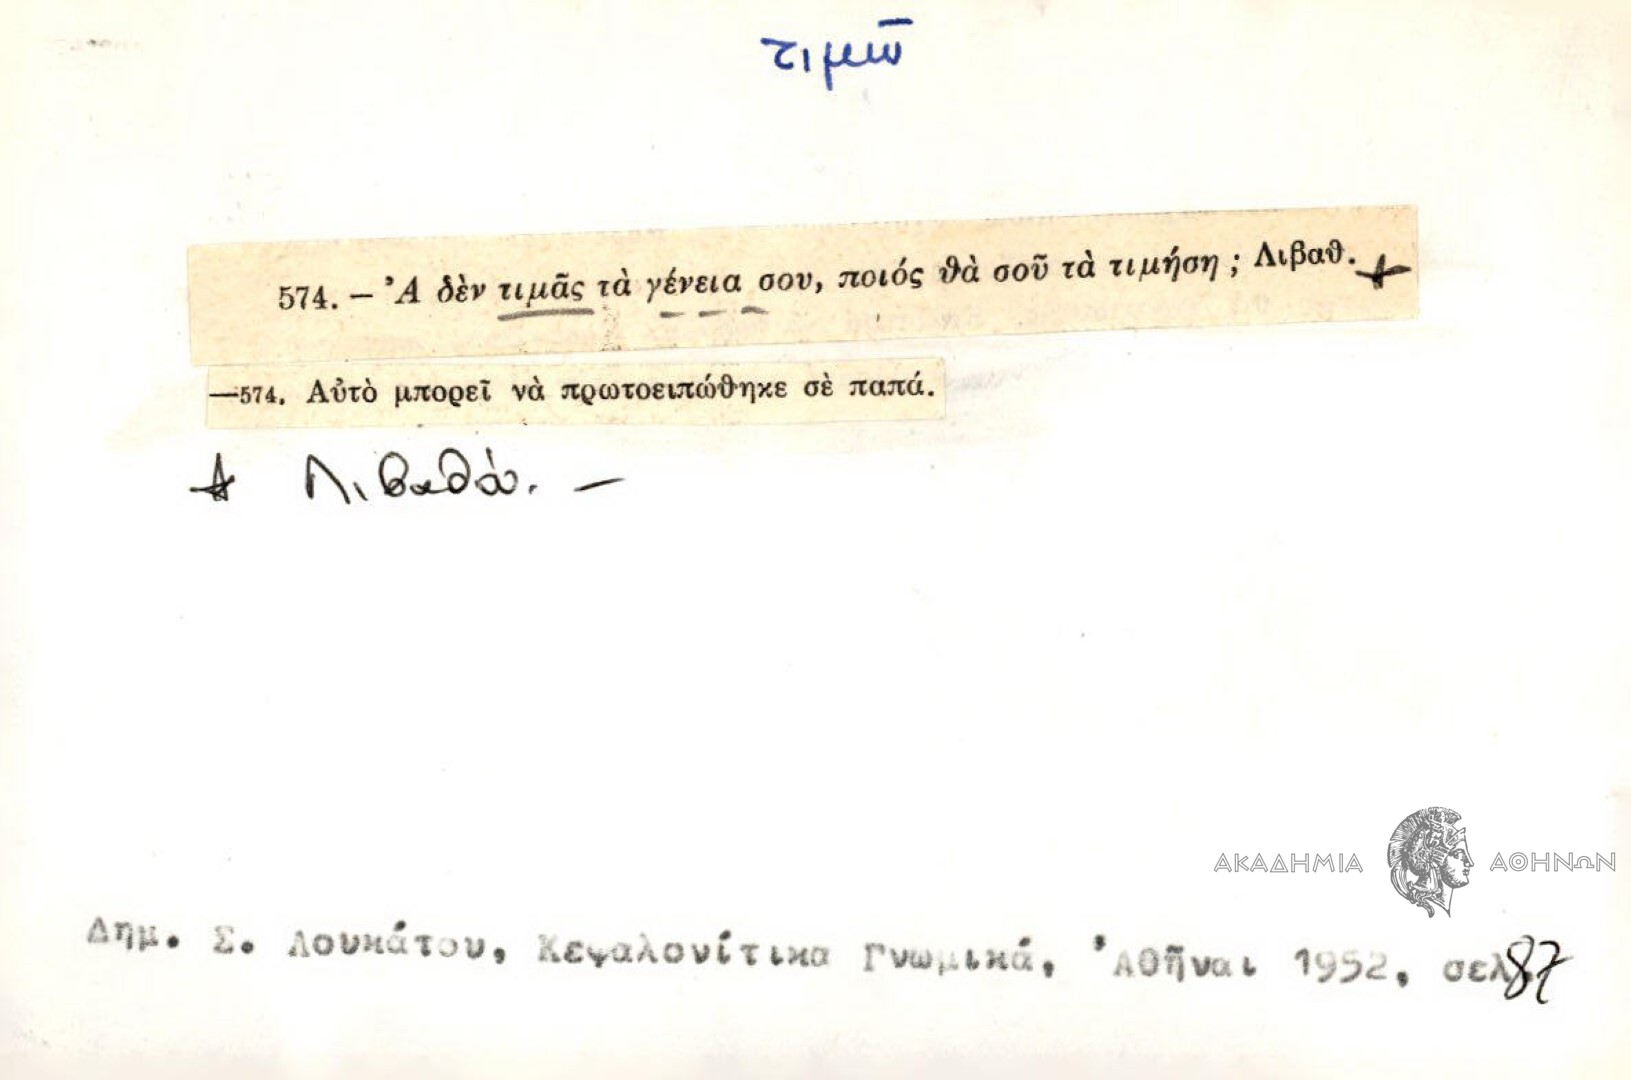 τιμῶ
574. – Ἀ δὲν τιμᾶς τὰ γένεια σου, ποιός θὰ σοῦ τὰ τιμήση; Λιβαθ. +
—574. Αὐτὸ μπορεῖ νὰ πρωτοειπώθηκε σὲ παπά.
+ Λιβαθώ. —
ΑΚΑΔΗΜΙΑ ΑΘΗΝΩΝ
Δημ. Σ. Λουκάτου, Κεφαλονίτικα Γνωμικά, Ἀθῆναι 1952, σελ. 87